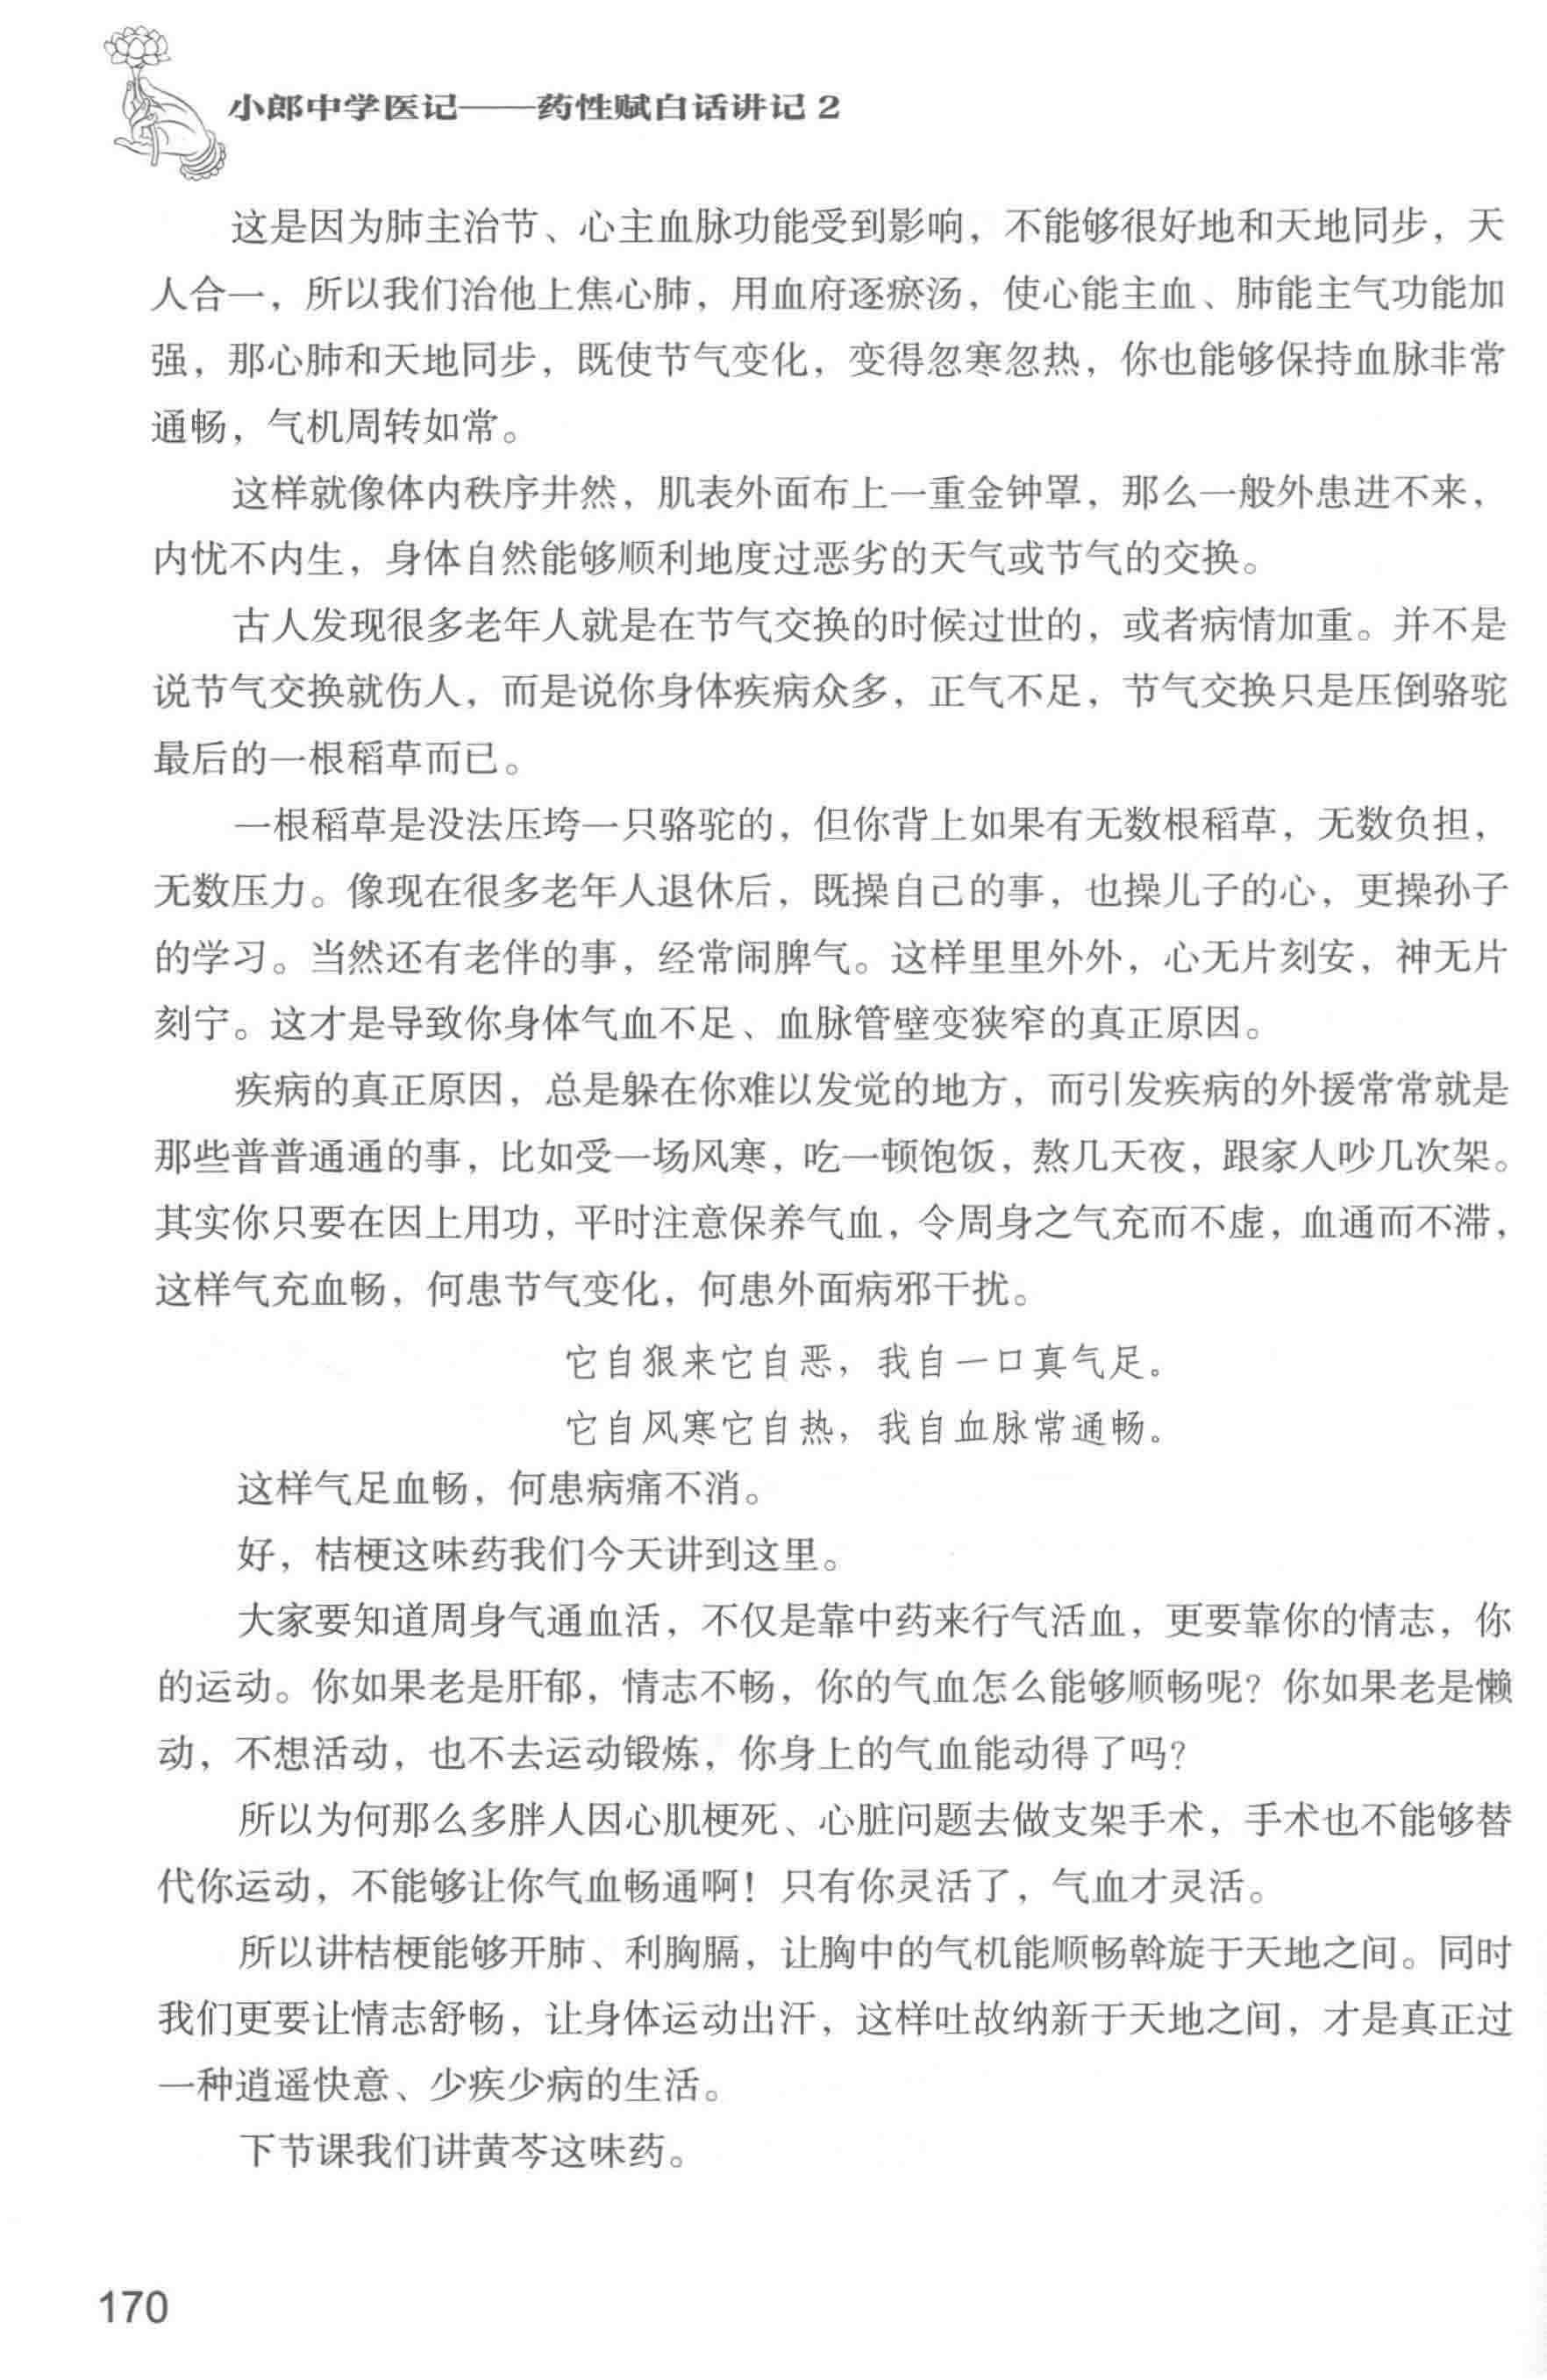 小郎中学医记——药性赋白话讲记2
这是因为肺主治节、心主血脉功能受到影响，不能够很好地和天地同步，天
人合一，所以我们治他上焦心肺，用血府逐瘀汤，使心能主血、肺能主气功能加
强，那心肺和天地同步，既使节气变化，变得忽寒忽热，你也能够保持血脉非常
通畅，气机周转如常。
这样就像体内秩序井然，肌表外面布上一重金钟罩，那么一般外患进不来，
内忧不内生，身体自然能够顺利地度过恶劣的天气或节气的交换。
古人发现很多老年人就是在节气交换的时候过世的，或者病情加重。并不是
说节气交换就伤人，而是说你身体疾病众多，正气不足，节气交换只是压倒骆驼
最后的一根稻草而已。
一根稻草是没法压垮一只骆驼的，但你背上如果有无数根稻草，无数负担，
无数压力。像现在很多老年人退休后，既操自己的事，也操儿子的心，更操孙子
的学习。当然还有老伴的事，经常闹脾气。这样里里外外，心无片刻安，神无片
刻宁。这才是导致你身体气血不足、血脉管壁变狭窄的真正原因。
疾病的真正原因，总是躲在你难以发觉的地方，而引发疾病的外援常常就是
那些普普通通的事，比如受一场风寒，吃一顿饱饭，熬几天夜，跟家人吵几次架。
其实你只要在因上用功，平时注意保养气血，令周身之气充而不虚，血通而不滞，
这样气充血畅，何患节气变化，何患外面病邪干扰。
它自狠来它自恶，我自一口真气足。
它自风寒它自热，我自血脉常通畅。
这样气足血畅，何患病痛不消。
好，桔梗这味药我们今天讲到这里。
大家要知道周身气通血活，不仅是靠中药来行气活血，更要靠你的情志，你
的运动。你如果老是肝郁，情志不畅，你的气血怎么能够顺畅呢？你如果老是懒
动，不想活动，也不去运动锻炼，你身上的气血能动得了吗？
所以为何那么多胖人因心肌梗死、心脏问题去做支架手术，手术也不能够替
代你运动，不能够让你气血畅通啊！只有你灵活了，气血才灵活。
所以讲桔梗能够开肺、利胸膈，让胸中的气机能顺畅斡旋于天地之间。同时
我们更要让情志舒畅，让身体运动出汗，这样吐故纳新于天地之间，才是真正过
一种逍遥快意、少疾少病的生活。
下节课我们讲黄芩这味药。
170